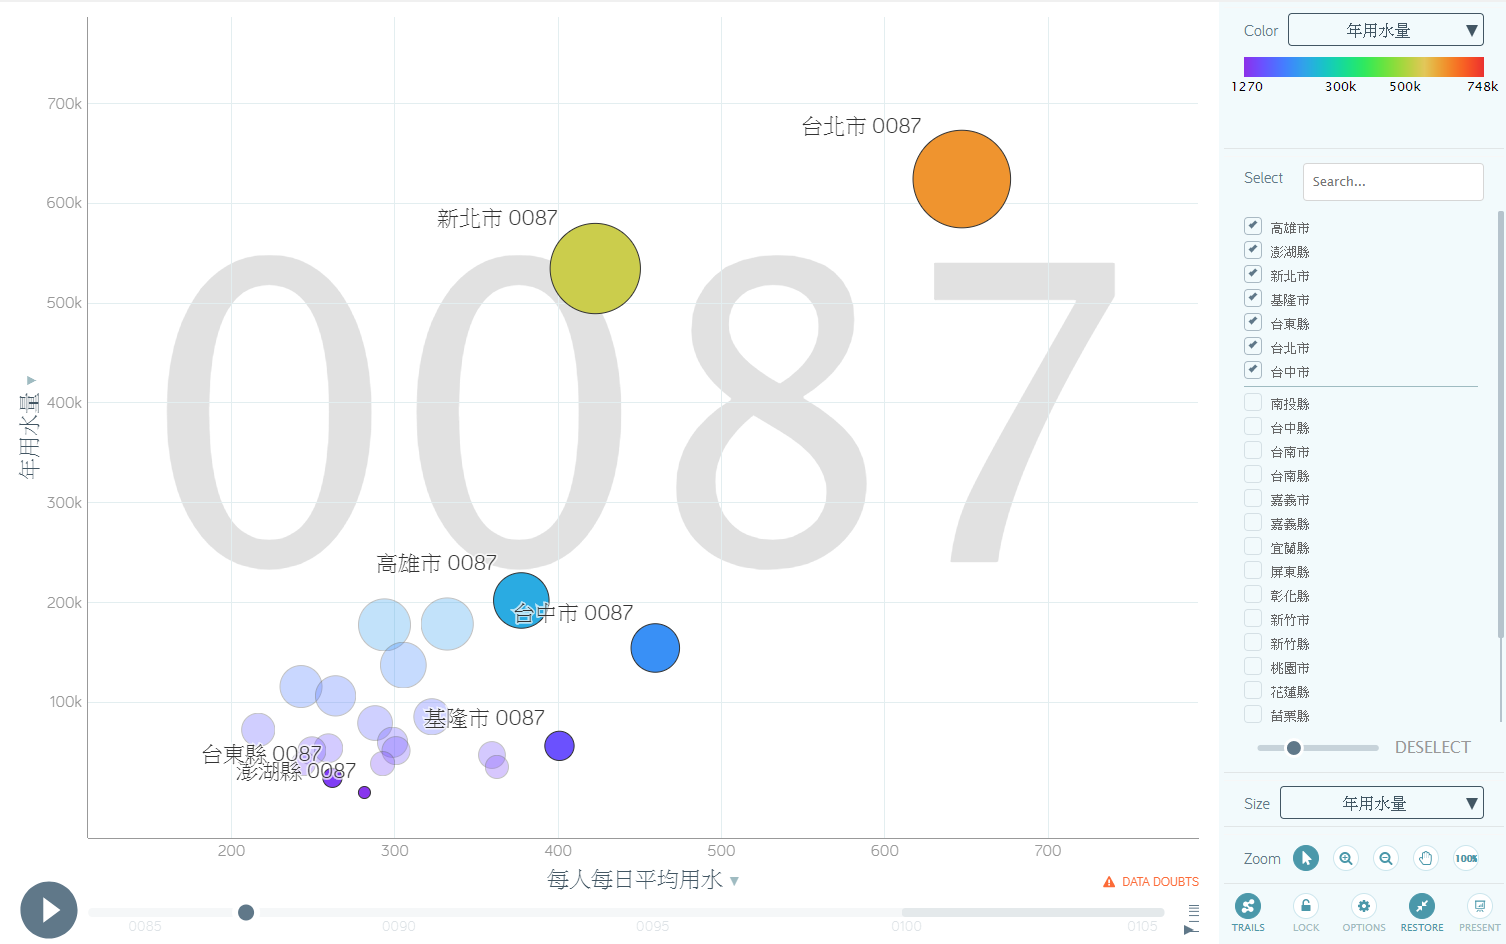 700k
600k
500k
400k
300k
200k
100k
年用水量 ▼
0087
台北市 0087
新北市 0087
高雄市 0087
台中市 0087
基隆市 0087
台東縣 0087
澎湖縣 0087
200 300 400 500 600 700
每人每日平均用水 ▼
DATA DOUBTS
0085 0090 0095 0100 0105
Color 年用水量 ▼
1270 300k 500k 748k
Select Search...
高雄市
澎湖縣
新北市
基隆市
台東縣
台北市
台中市
南投縣
台中縣
台南市
台南縣
嘉義市
嘉義縣
宜蘭縣
屏東縣
彰化縣
新竹市
新竹縣
桃園市
花蓮縣
苗栗縣
DESELECT
Size 年用水量 ▼
Zoom 100%
TRAILS LOCK OPTIONS RESTORE PRESENT